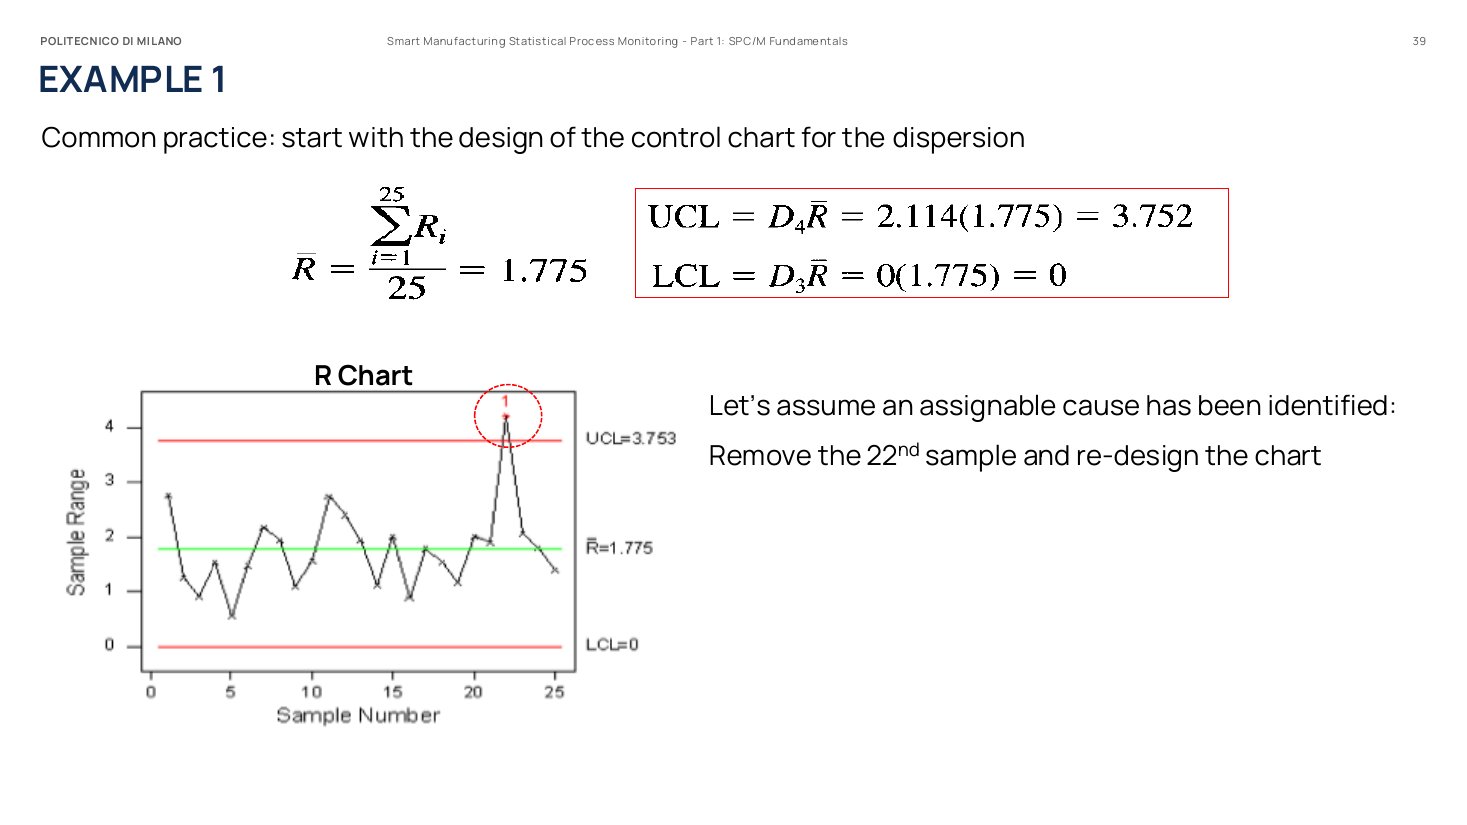 POLITECNICO DI MILANO
Smart Manufacturing Statistical Process Monitoring - Part 1: SPC/M Fundamentals
39
EXAMPLE 1
Common practice: start with the design of the control chart for the dispersion
R̄ = ∑_{i=1}^{25} R_i / 25 = 1.775
UCL = D₄R̄ = 2.114(1.775) = 3.752
LCL = D₃R̄ = 0(1.775) = 0
R Chart
1
4
3
2
1
0
Sample Range
UCL=3.753
R̄=1.775
LCL=0
0 5 10 15 20 25
Sample Number
Let's assume an assignable cause has been identified:
Remove the 22nd sample and re-design the chart